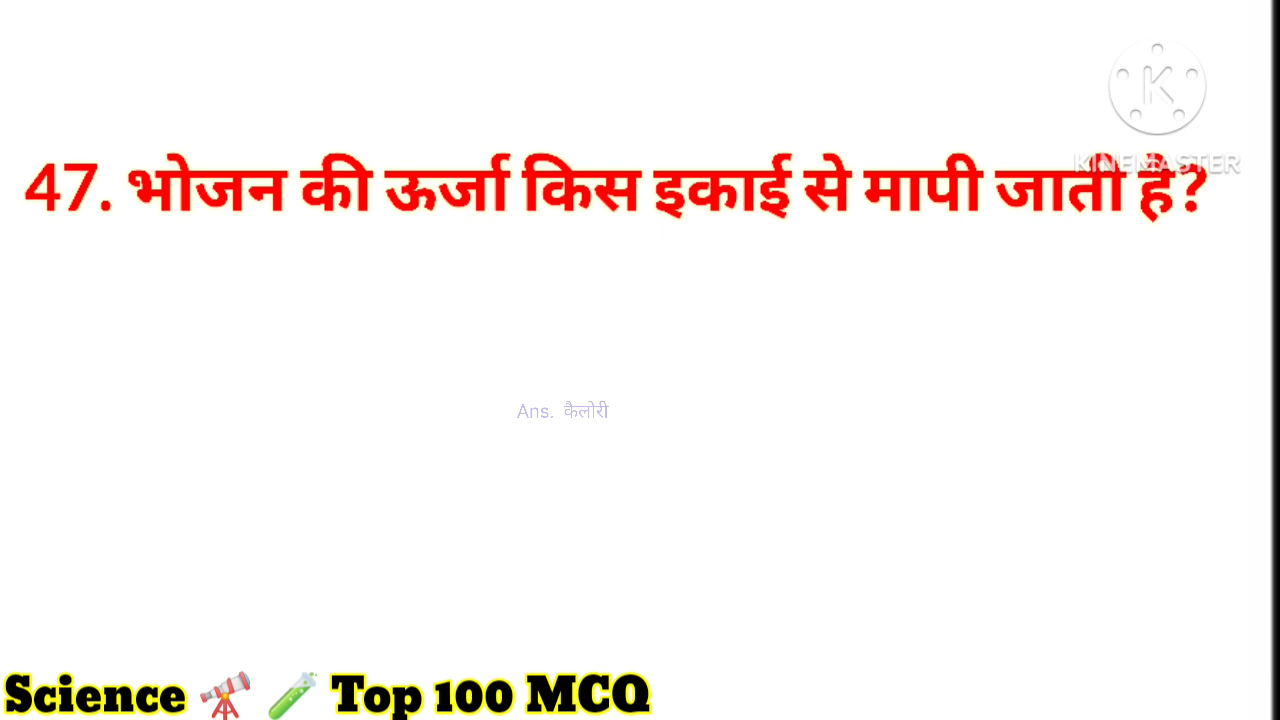 K
KINEMASTER
47. भोजन की ऊर्जा किस इकाई से मापी जाती है?
Ans. कैलोरी
Science 🔭 🧪 Top 100 MCQ